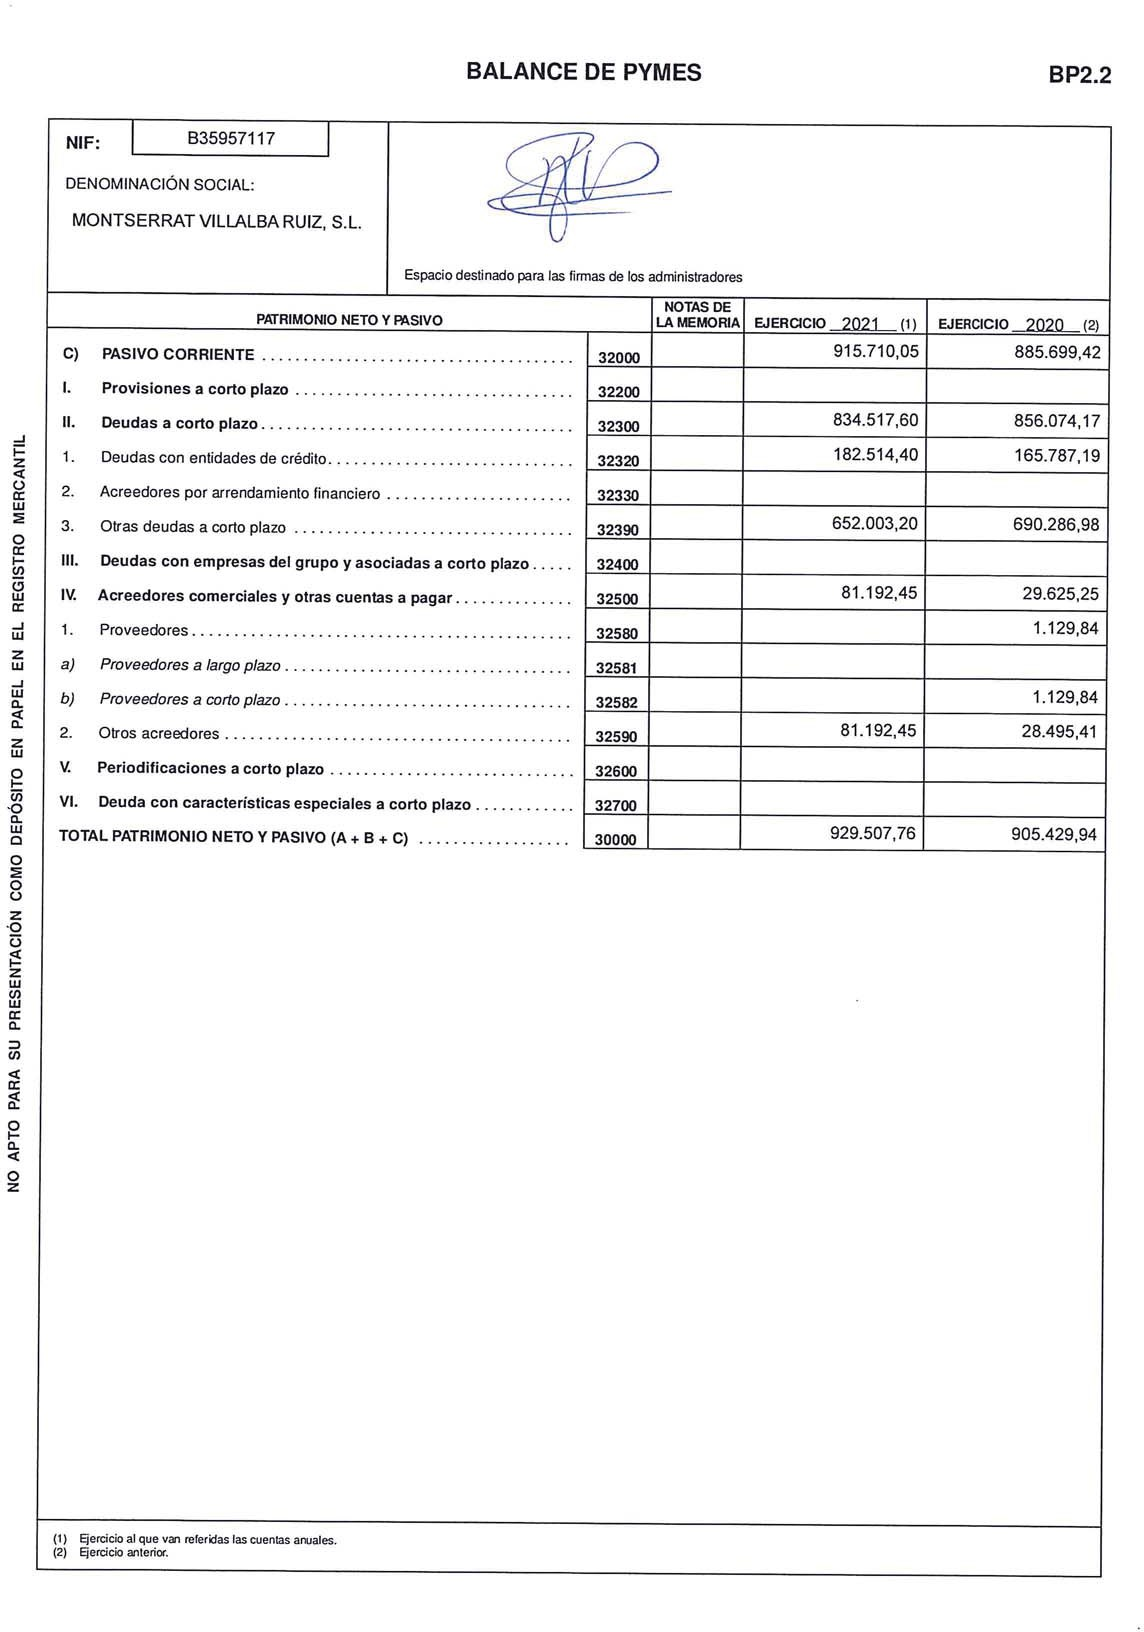 BALANCE DE PYMES
BP2.2
NIF: B35957117
DENOMINACIÓN SOCIAL:
MONTSERRAT VILLALBA RUIZ, S.L.
Espacio destinado para las firmas de los administradores
PATRIMONIO NETO Y PASIVO NOTAS DE LA MEMORIA EJERCICIO 2021 (1) EJERCICIO 2020 (2)
C) PASIVO CORRIENTE 32000 915.710,05 885.699,42
I. Provisiones a corto plazo 32200
II. Deudas a corto plazo 32300 834.517,60 856.074,17
1. Deudas con entidades de crédito 32320 182.514,40 165.787,19
2. Acreedores por arrendamiento financiero 32330
3. Otras deudas a corto plazo 32390 652.003,20 690.286,98
III. Deudas con empresas del grupo y asociadas a corto plazo 32400
IV. Acreedores comerciales y otras cuentas a pagar 32500 81.192,45 29.625,25
1. Proveedores 32580 1.129,84
a) Proveedores a largo plazo 32581
b) Proveedores a corto plazo 32582 1.129,84
2. Otros acreedores 32590 81.192,45 28.495,41
V. Periodificaciones a corto plazo 32600
VI. Deuda con características especiales a corto plazo 32700
TOTAL PATRIMONIO NETO Y PASIVO (A + B + C) 30000 929.507,76 905.429,94
(1) Ejercicio al que van referidas las cuentas anuales.
(2) Ejercicio anterior.
NO APTO PARA SU PRESENTACIÓN COMO DEPÓSITO EN PAPEL EN EL REGISTRO MERCANTIL